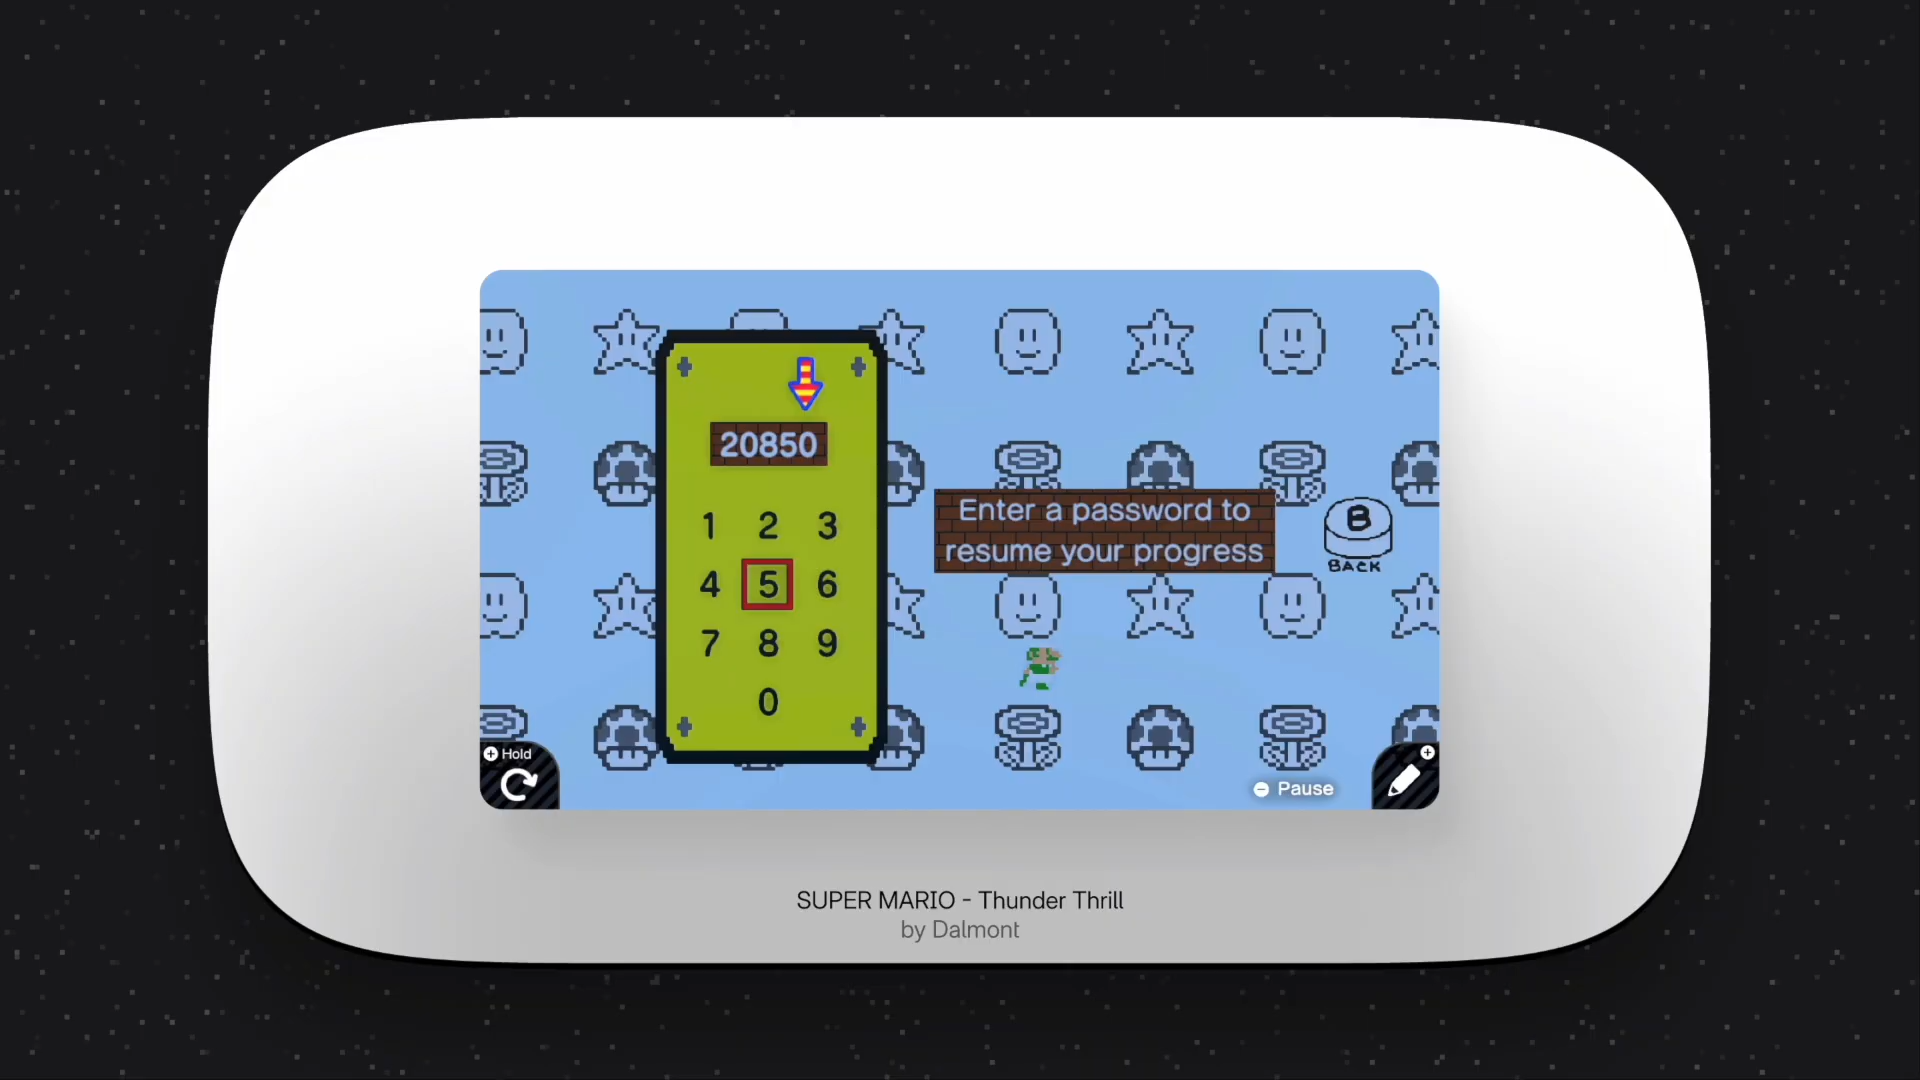 20850
1 2 3
4 5 6
7 8 9
0
Enter a password to
resume your progress
B
BACK
Hold
Pause
SUPER MARIO - Thunder Thrill
by Dalmont